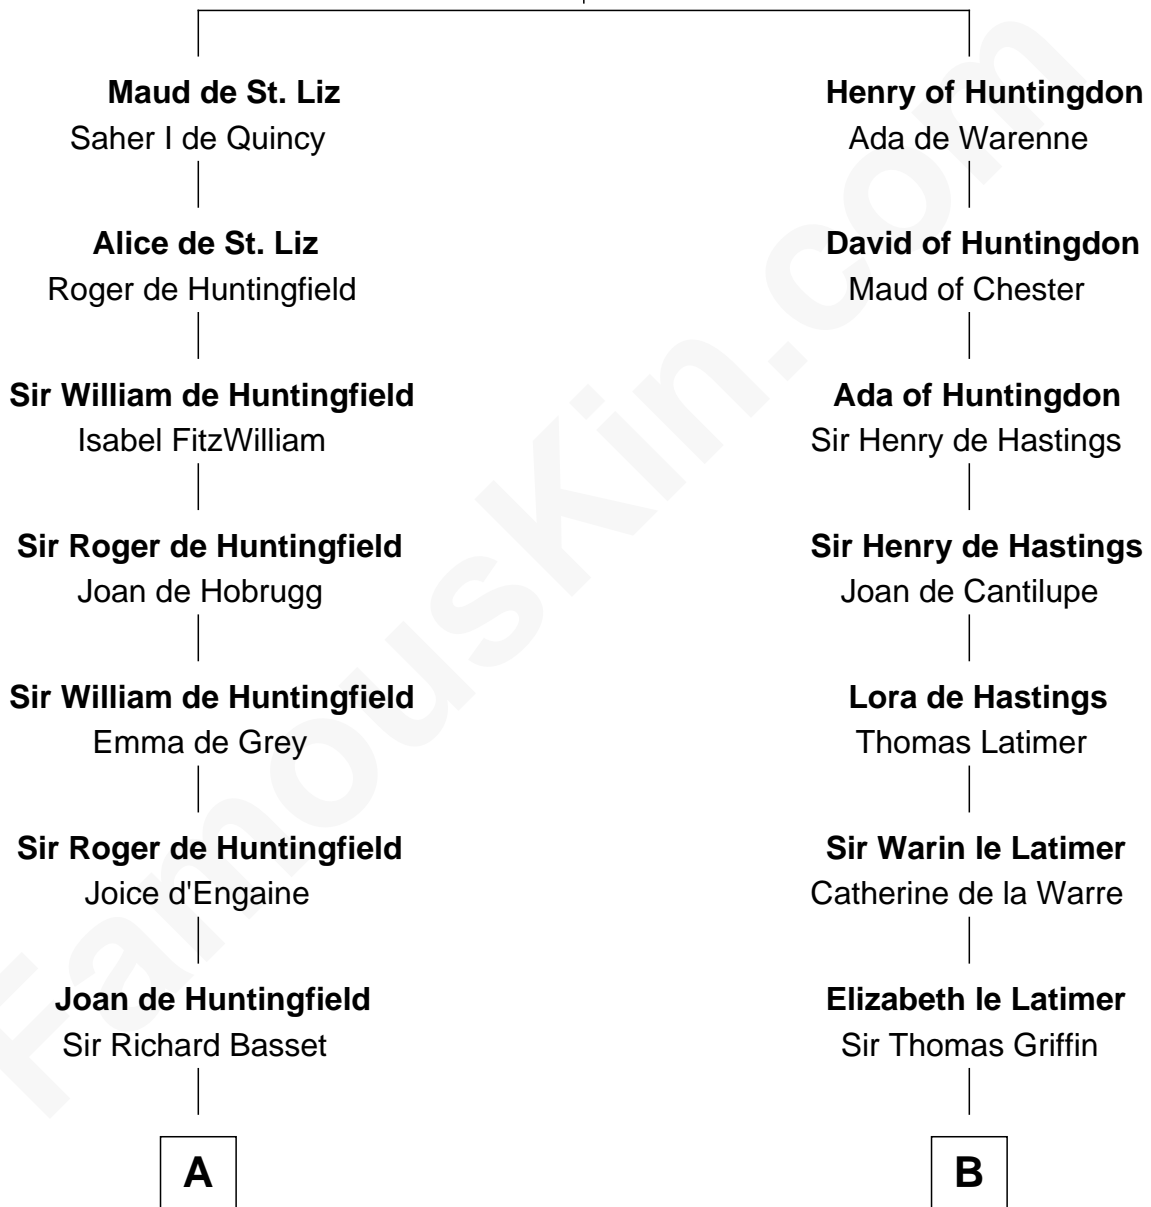 Maud de St. Liz
Saher I de Quincy
Alice de St. Liz
Roger de Huntingfield
Sir William de Huntingfield
Isabel FitzWilliam
Sir Roger de Huntingfield
Joan de Hobrugg
Sir William de Huntingfield
Emma de Grey
Sir Roger de Huntingfield
Joice d'Engaine
Joan de Huntingfield
Sir Richard Basset
A
Henry of Huntingdon
Ada de Warenne
David of Huntingdon
Maud of Chester
Ada of Huntingdon
Sir Henry de Hastings
Sir Henry de Hastings
Joan de Cantilupe
Lora de Hastings
Thomas Latimer
Sir Warin le Latimer
Catherine de la Warre
Elizabeth le Latimer
Sir Thomas Griffin
B
FamousKin.com